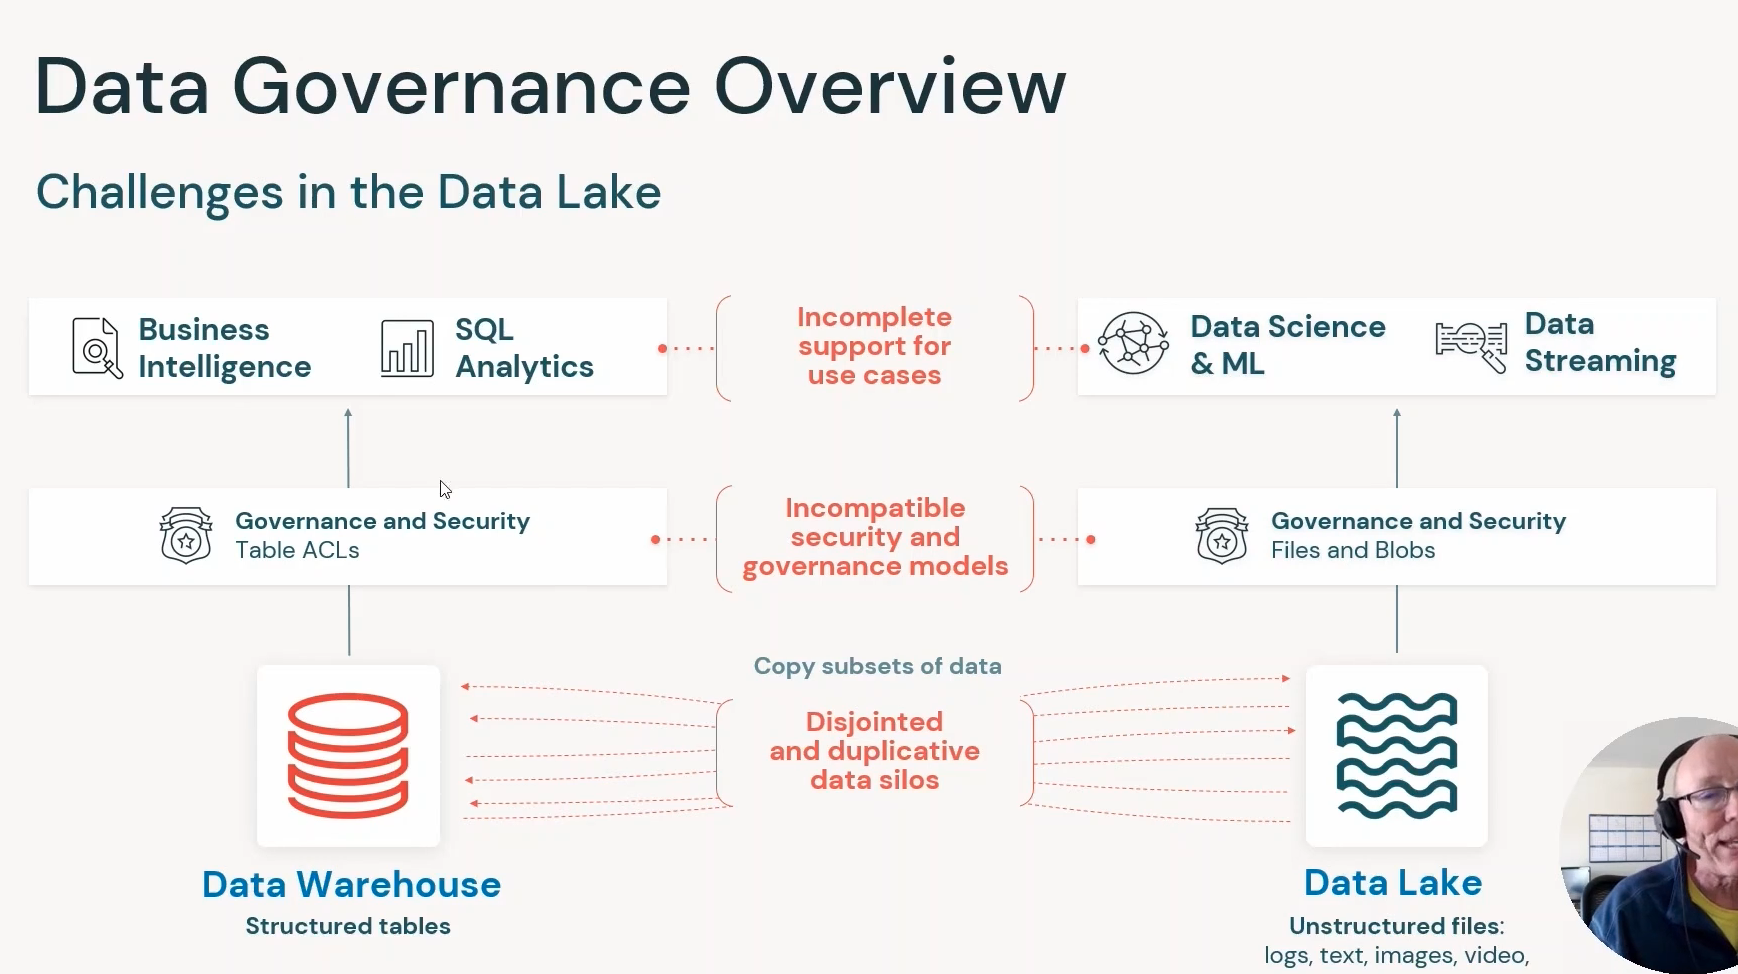 Data Governance Overview
Challenges in the Data Lake
Business
Intelligence
SQL
Analytics
Incomplete
support for
use cases
Data Science
& ML
Data
Streaming
Governance and Security
Table ACLs
Incompatible
security and
governance models
Governance and Security
Files and Blobs
Copy subsets of data
Disjointed
and duplicative
data silos
Data Warehouse
Structured tables
Data Lake
Unstructured files:
logs, text, images, video,